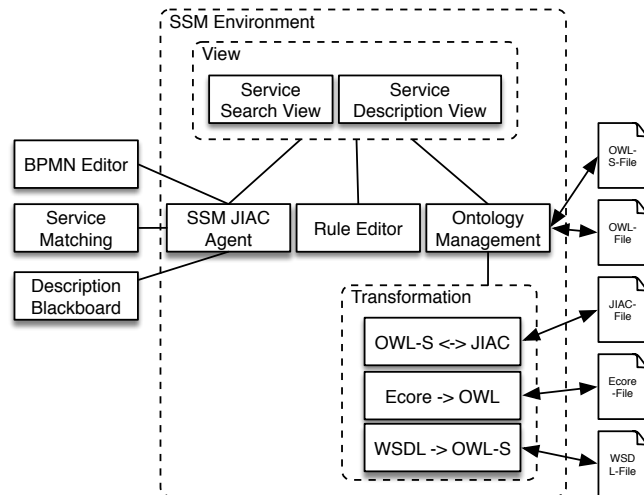 SSM Environment
View
Service
Search View
Service
Description View
BPMN Editor
Service
Matching
Description
Blackboard
SSM JIAC
Agent
Rule Editor
Ontology
Management
Transformation
OWL-S <-> JIAC
Ecore -> OWL
WSDL -> OWL-S
OWL-
S-File
OWL-
File
JIAC-
File
Ecore
-File
WSD
L-File